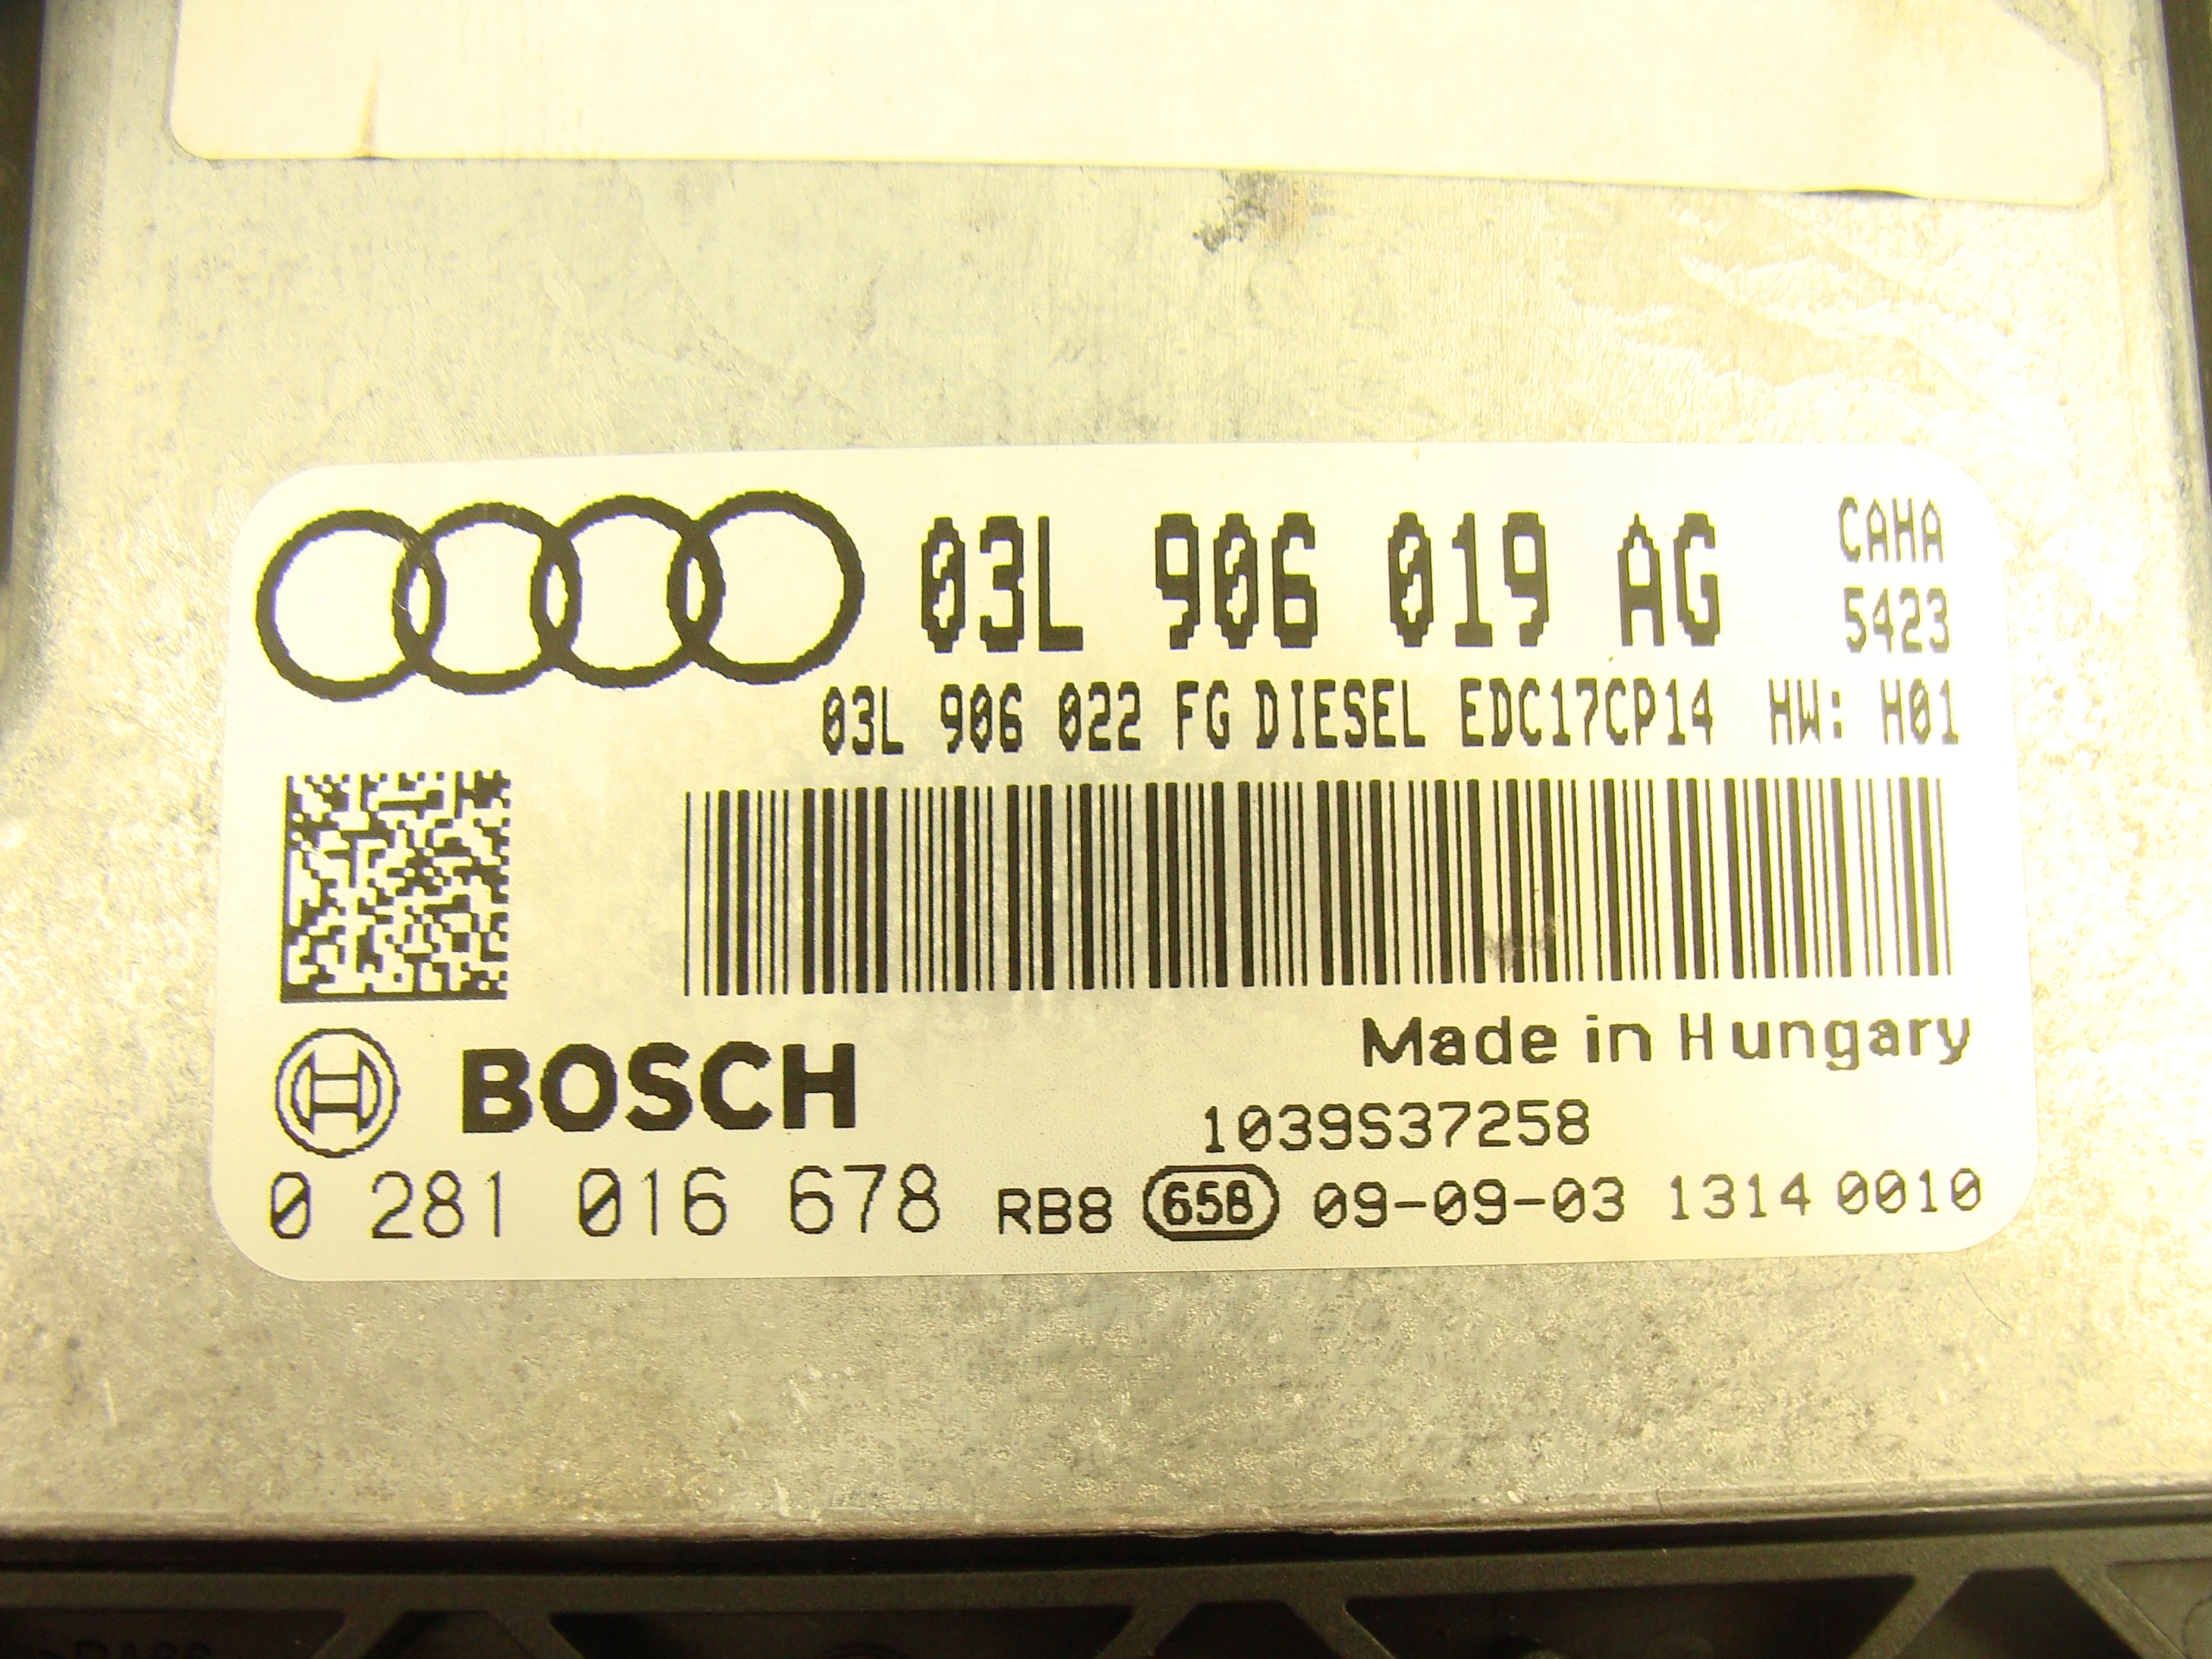 03L 906 019 AG CAHA
5423
03L 906 022 FG DIESEL EDC17CP14 HW: H01
Made in Hungary
BOSCH
1039S37258
0 281 016 678 RB8 658 09-09-03 1314 0010